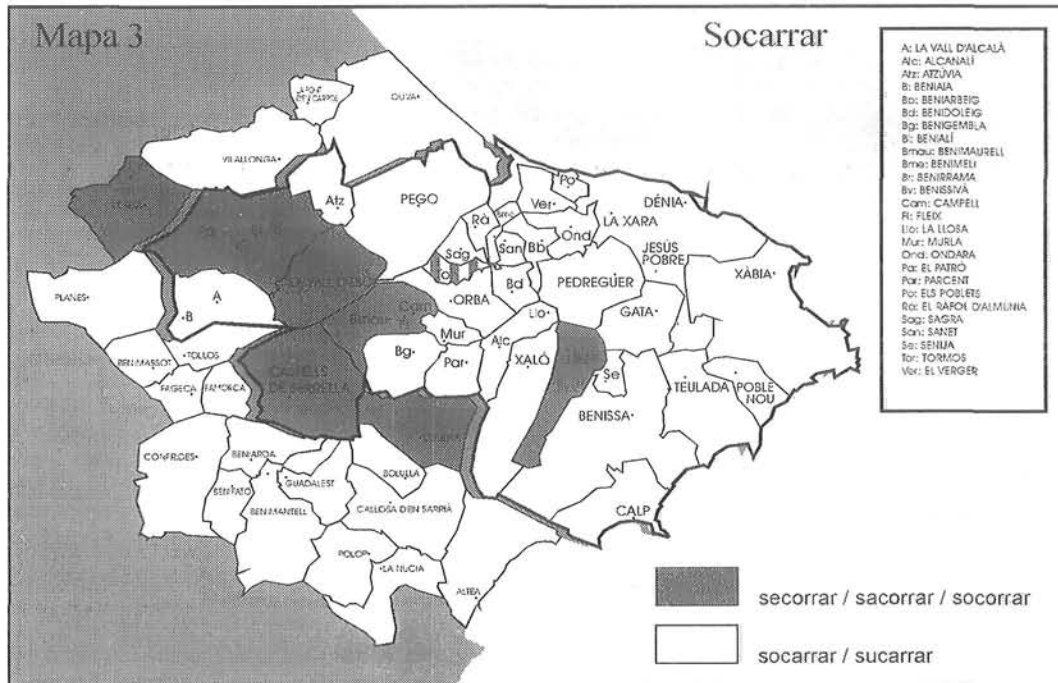 Mapa 3
Socarrar
A: LA VALL D'ALCALÀ
Alc: ALCANALÍ
Atz: ATZÚVIA
B: BENIAIA
Bb: BENIARBEIG
Bd: BENIDOLEIG
Bg: BENIGEMBLA
Bl: BENIALÍ
Bmau: BENIMAURELL
Bme: BENIMELI
Br: BENIRRAMA
Bv: BENISSIVÀ
Cam: CAMPELL
Fl: FLEIX
Llo: LA LLOSA
Mur: MURLA
Ond: ONDARA
Pa: EL PATRÓ
Par: PARCENT
Po: ELS POBLETS
Rà: EL RÀFOL D'ALMÚNIA
Sag: SAGRA
San: SANET
Se: SENIJA
Tor: TORMOS
Ver: EL VERGER
OLIVA
VILALLONGA
Atz
PEGO
Po
Ver
DÉNIA
Rà
LA XARA
Ond
Sag
San
Bb
JESÚS
POBRE
XÀBIA
PLANES
A
B
ORBA
Bd
PEDREGUER
GATA
Cam
Bmau
Llo
Mur
Bg
Par
Alc
XALÓ
BENIMASSOT
TOLLOS
FAGECA
FAMORCA
CASTELLS
DE SERRELLA
Se
TEULADA
POBLE
NOU
BENISSA
CONFRIDES
BENIARDA
BENIFATO
GUADALEST
BENIMANTELL
BOLULLA
CALLOSA D'EN SARRIÀ
CALP
POLOP
LA NUCIA
ALTEA
secorrar / sacorrar / socorrar
socarrar / sucarrar